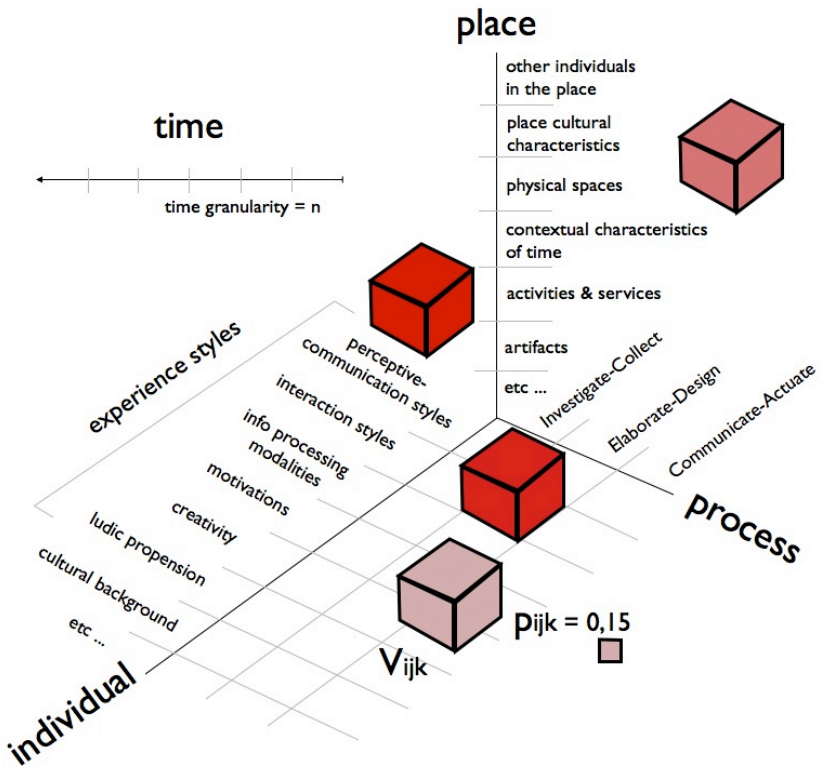 place
other individuals
in the place
place cultural
characteristics
physical spaces
contextual characteristics
of time
activities & services
artifacts
etc ...
time
time granularity = n
experience styles
perceptive-
communication styles
interaction styles
info processing
modalities
motivations
creativity
ludic propension
cultural background
etc ...
individual
Investigate-Collect
Elaborate-Design
Communicate-Actuate
process
Pijk = 0,15
Vijk